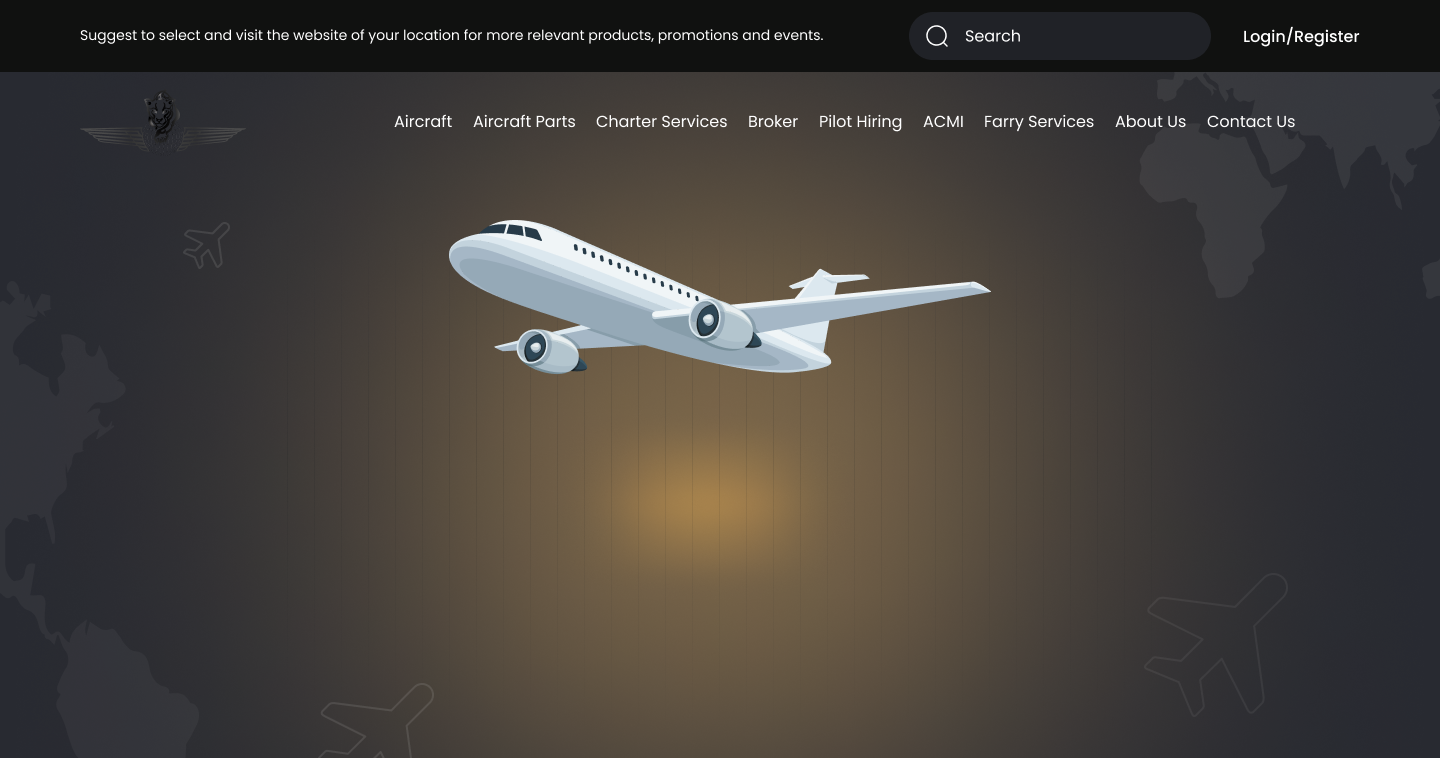 Suggest to select and visit the website of your location for more relevant products, promotions and events.
Search
Login/Register
Aircraft Aircraft Parts Charter Services Broker Pilot Hiring ACMI Farry Services About Us Contact Us